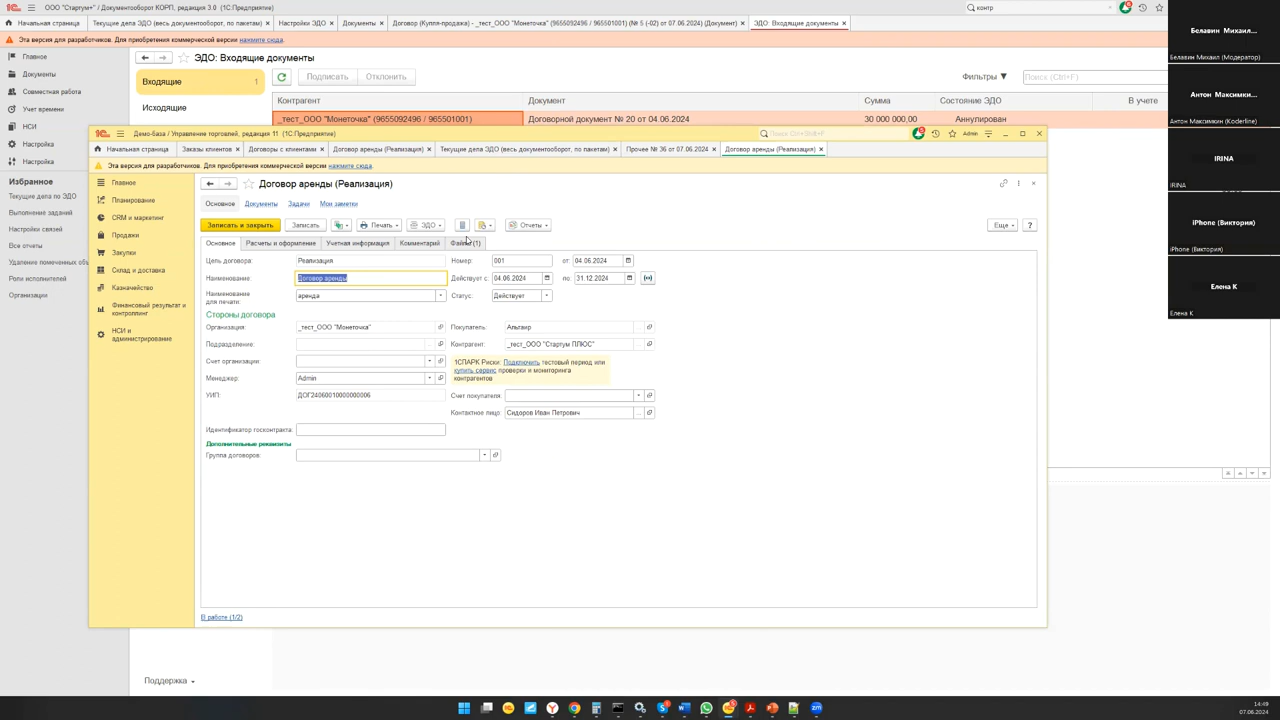 ООО "Стартум+" / Документооборот КОРП, редакция 3.0 (1С:Предприятие)
контр
Начальная страница
Текущие дела ЭДО (весь документооборот, по пакетам) ×
Настройки ЭДО ×
Документы ×
Договор (Купля-продажа) - _тест_ООО "Монеточка" (9655092496 / 965501001) (№ 5 (-02) от 07.06.2024) (Документ) ×
ЭДО: Входящие документы ×
Эта версия для разработчиков. Для приобретения коммерческой версии нажмите сюда.
Главное
Документы
Совместная работа
Учет времени
НСИ
Настройка
Настройка
Избранное
Текущие дела по ЭДО
Выполнение заданий
Настройки связей
Все отчеты
Удаление помеченных объ
Роли исполнителей
Организации
ЭДО: Входящие документы
Входящие 1
Исходящие
Подписать
Отклонить
Фильтры
Поиск (Ctrl+F)
Контрагент
Документ
Сумма
Состояние ЭДО
В учете
_тест_ООО "Монеточка" (9655092496 / 965501001)
Договорной документ № 20 от 04.06.2024
30 000 000,00
Аннулирован
Демо-база / Управление торговлей, редакция 11 (1С:Предприятие)
Поиск Ctrl+Shift+F
Admin
Начальная страница
Заказы клиентов ×
Договоры с клиентами ×
Договор аренды (Реализация) ×
Текущие дела ЭДО (весь документооборот, по пакетам) ×
Прочее № 36 от 07.06.2024 ×
Договор аренды (Реализация) ×
Эта версия для разработчиков. Для приобретения коммерческой версии нажмите сюда.
Главное
Планирование
CRM и маркетинг
Продажи
Закупки
Склад и доставка
Казначейство
Финансовый результат и
контроллинг
НСИ и
администрирование
Договор аренды (Реализация)
Основное
Документы
Задачи
Мои заметки
Записать и закрыть
Записать
Печать
ЭДО
Отчеты
Еще
?
Основное
Расчеты и оформление
Учетная информация
Комментарий
Файлы (1)
Цель договора: Реализация
Номер: 001 от: 04.06.2024
Наименование: Договор аренды
Действует с: 04.06.2024 по: 31.12.2024
Наименование
для печати: аренда
Статус: Действует
Стороны договора
Организация: _тест_ООО "Монеточка"
Покупатель: Альтаир
Подразделение:
Контрагент: _тест_ООО "Стартум ПЛЮС"
Счет организации:
1СПАРК Риски: Подключить тестовый период или
купить сервис проверки и мониторинга
контрагентов
Менеджер: Admin
УИП: ДОГ24060010000000006
Счет покупателя:
Контактное лицо: Сидоров Иван Петрович
Идентификатор госконтракта:
Дополнительные реквизиты
Группа договоров:
В работе (1/2)
Поддержка
Белавин Михаил...
Белавин Михаил (Модератор)
Антон Максимки...
Антон Максимкин (Koderline)
IRINA
IRINA
iPhone (Виктория)
iPhone (Виктория)
Елена К
Елена К
14:49
07.06.2024